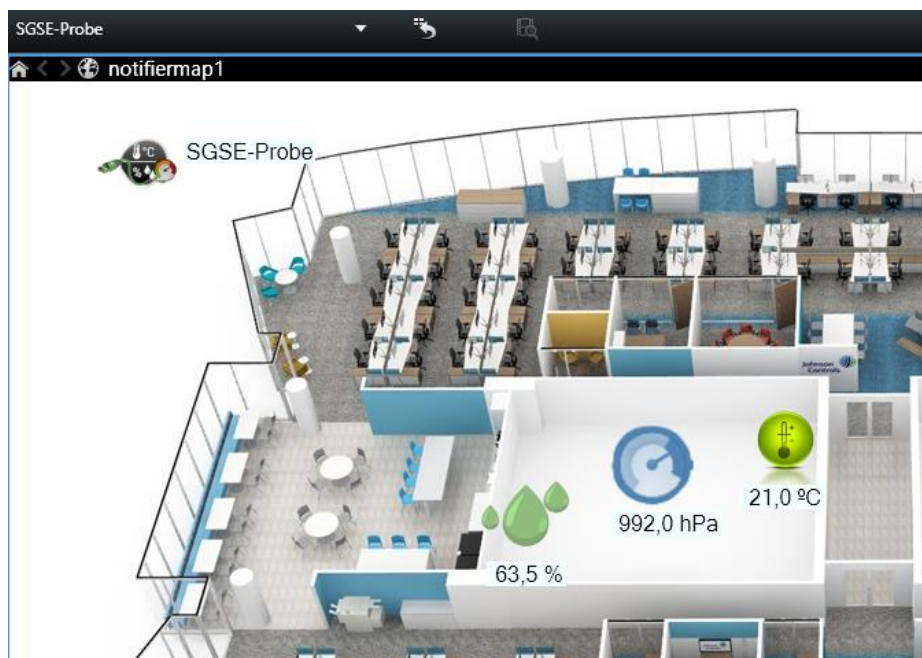 SGSE-Probe
notifiermap1
SGSE-Probe
°C
%
Johnson
Controls
21,0 ºC
992,0 hPa
63,5 %